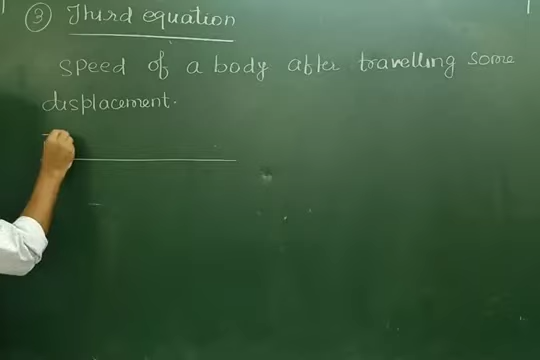 ③ Third equation
Speed of a body after travelling some
displacement.